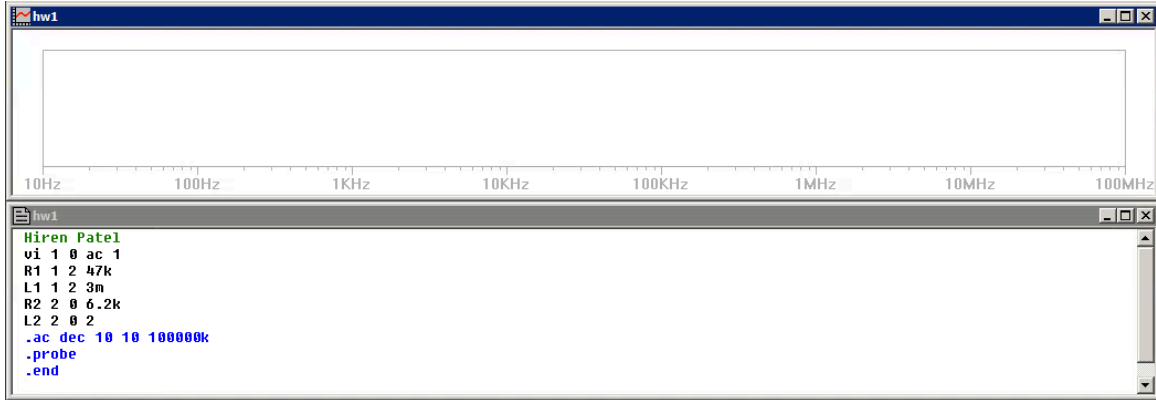 hw1
10Hz 100Hz 1KHz 10KHz 100KHz 1MHz 10MHz 100MHz
hw1
Hiren Patel
vi 1 0 ac 1
R1 1 2 47k
L1 1 2 3m
R2 2 0 6.2k
L2 2 0 2
.ac dec 10 10 100000k
.probe
.end